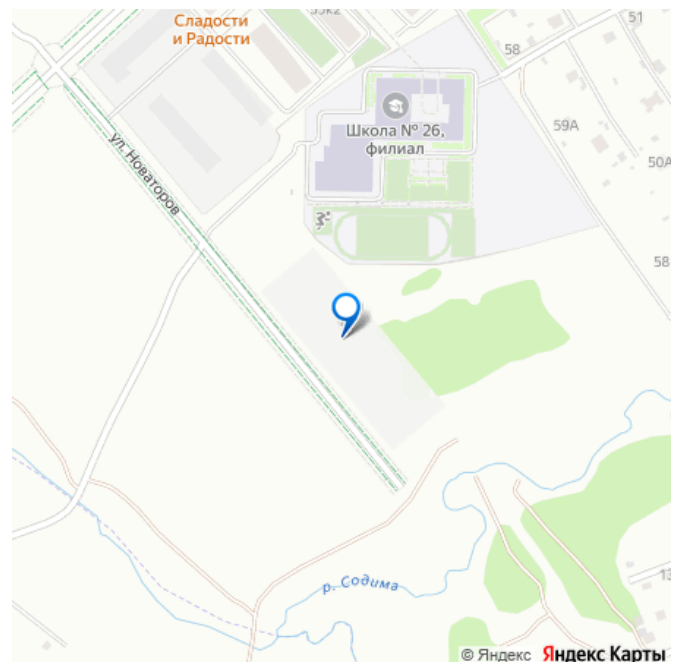 51
Сладости
и Радости
58
Школа № 26,
филиал
59А
50А
ул. Новаторов
58
р. Содима
13
© Яндекс Яндекс Карты